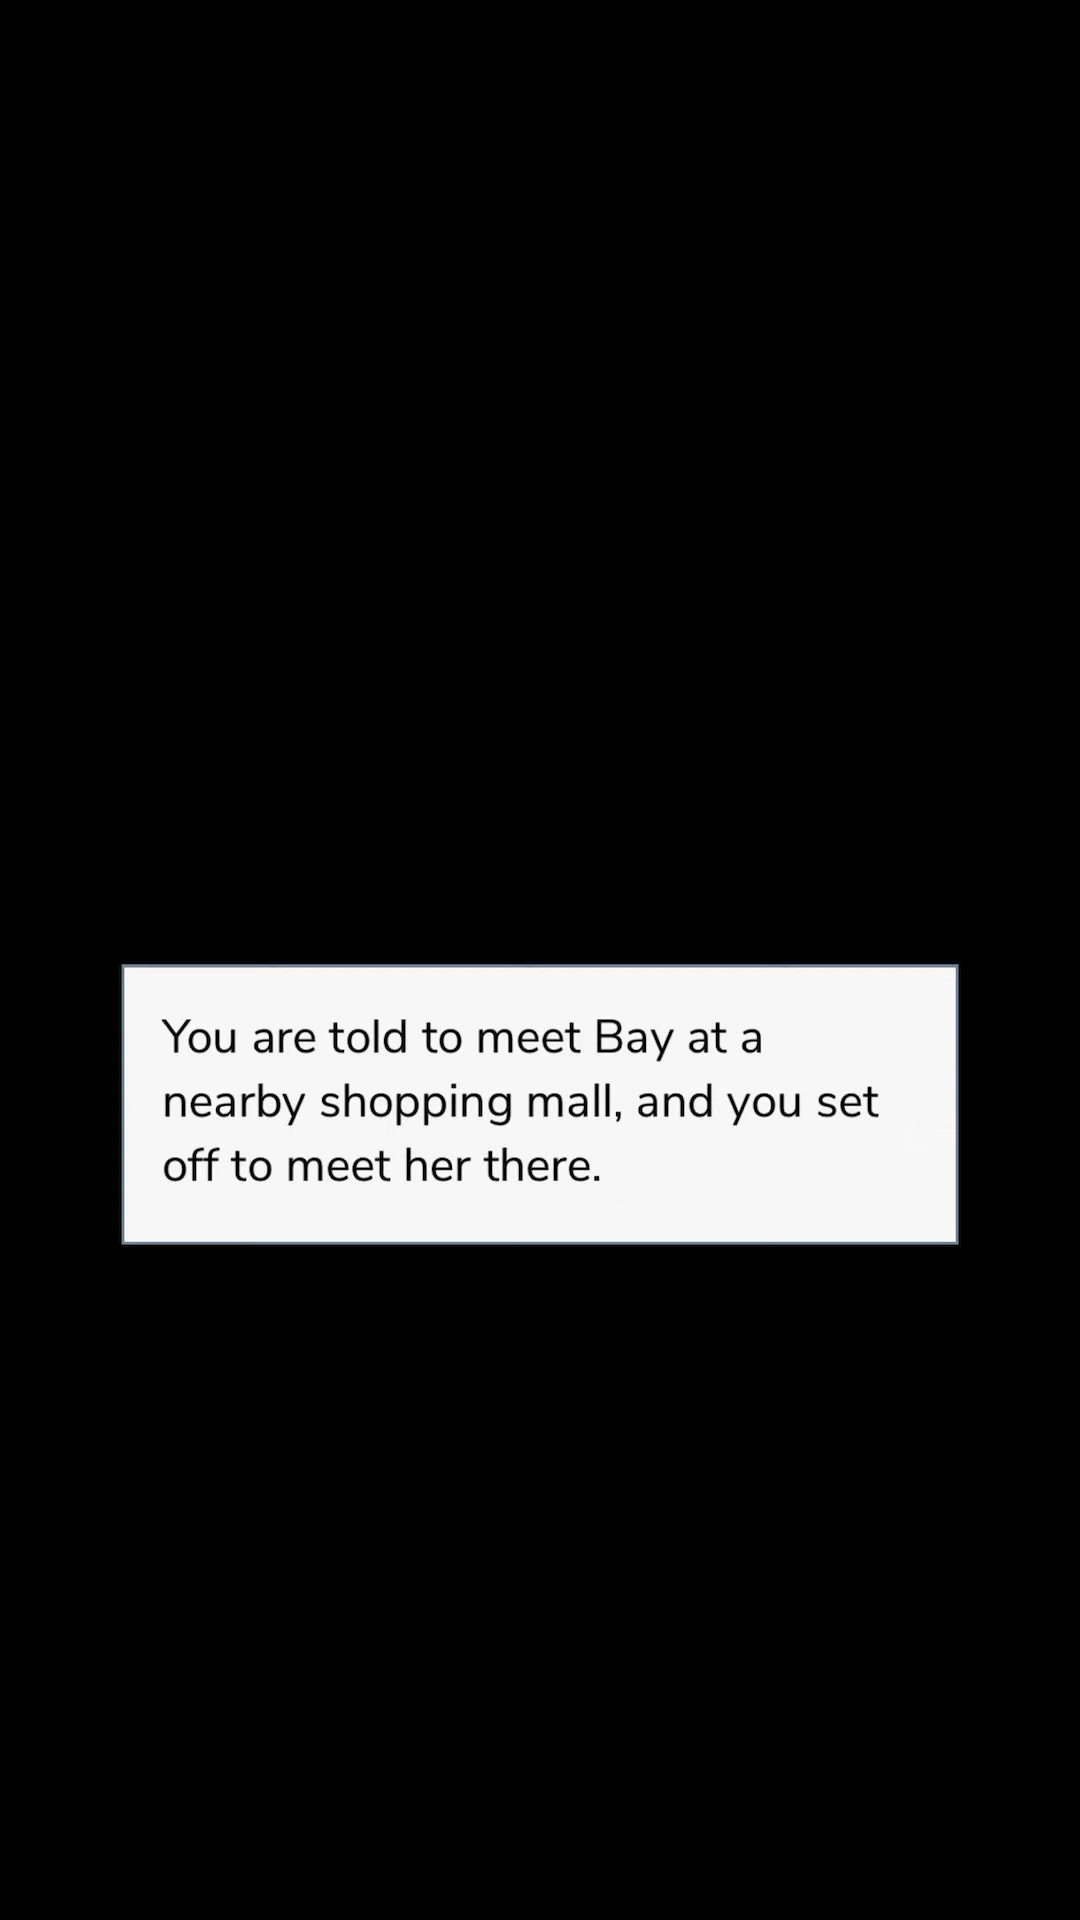 You are told to meet Bay at a
nearby shopping mall, and you set
off to meet her there.